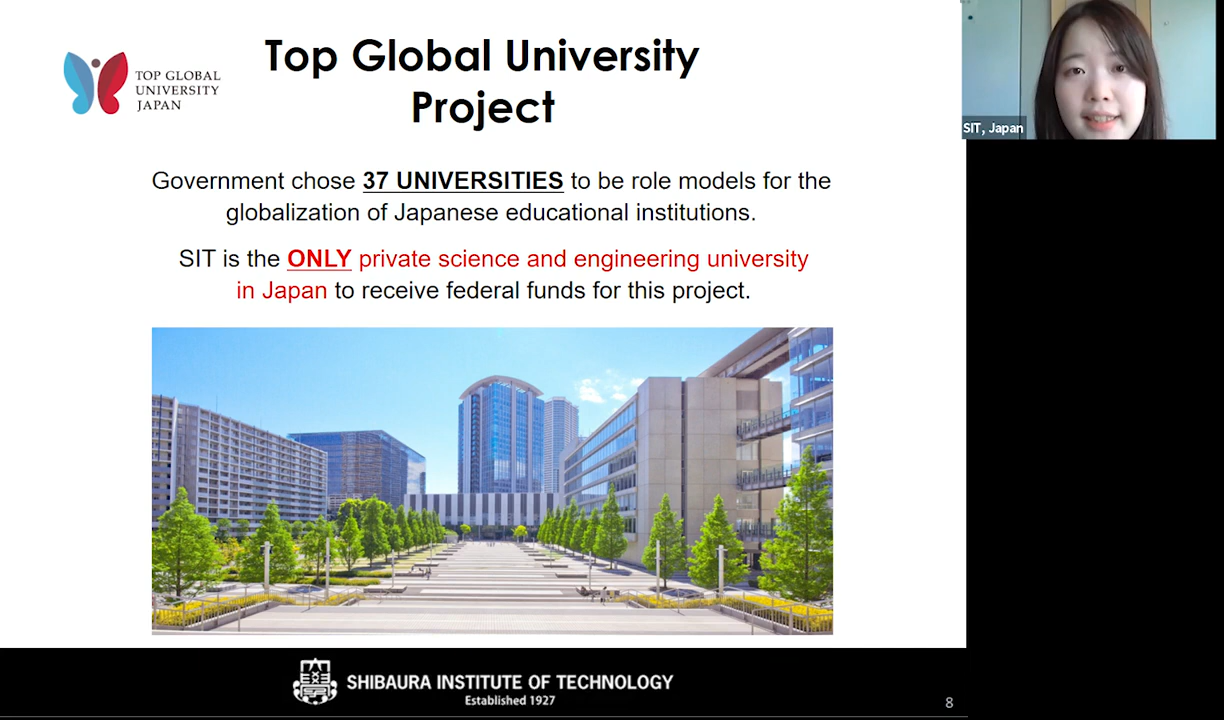 Top Global University
Project
TOP GLOBAL
UNIVERSITY
JAPAN
SIT, Japan
Government chose 37 UNIVERSITIES to be role models for the
globalization of Japanese educational institutions.
SIT is the ONLY private science and engineering university
in Japan to receive federal funds for this project.
SHIBAURA INSTITUTE OF TECHNOLOGY
Established 1927
8